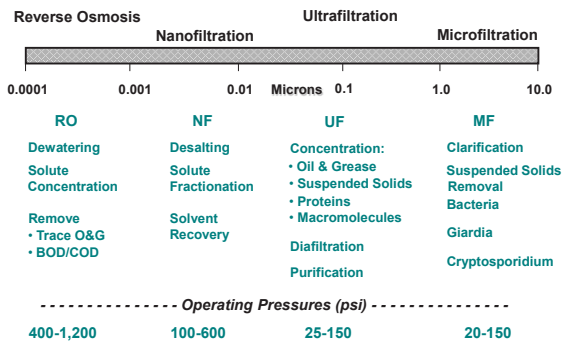 Reverse Osmosis
Ultrafiltration
Nanofiltration
Microfiltration
0.0001 0.001 0.01 Microns 0.1 1.0 10.0
RO
Dewatering
Solute
Concentration
Remove
• Trace O&G
• BOD/COD
NF
Desalting
Solute
Fractionation
Solvent
Recovery
UF
Concentration:
• Oil & Grease
• Suspended Solids
• Proteins
• Macromolecules
Diafiltration
Purification
MF
Clarification
Suspended Solids
Removal
Bacteria
Giardia
Cryptosporidium
- - - - - - - - - - - - - - - Operating Pressures (psi) - - - - - - - - - - - - - - -
400-1,200 100-600 25-150 20-150